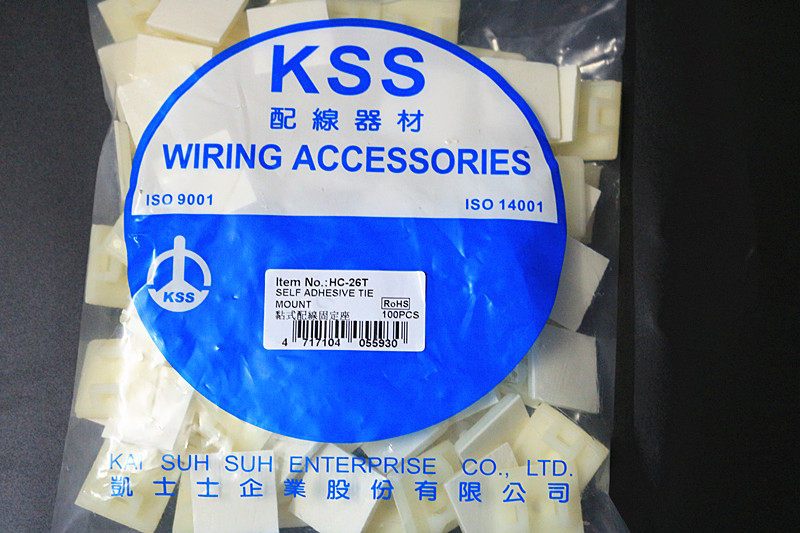 KSS
配線器材
WIRING ACCESSORIES
ISO 9001
ISO 14001
KSS
Item No.:HC-26T
SELF ADHESIVE TIE
MOUNT
RoHS
黏式配線固定座
100PCS
4 717104 055930
KAI SUH SUH ENTERPRISE CO., LTD.
凱士士企業股份有限公司